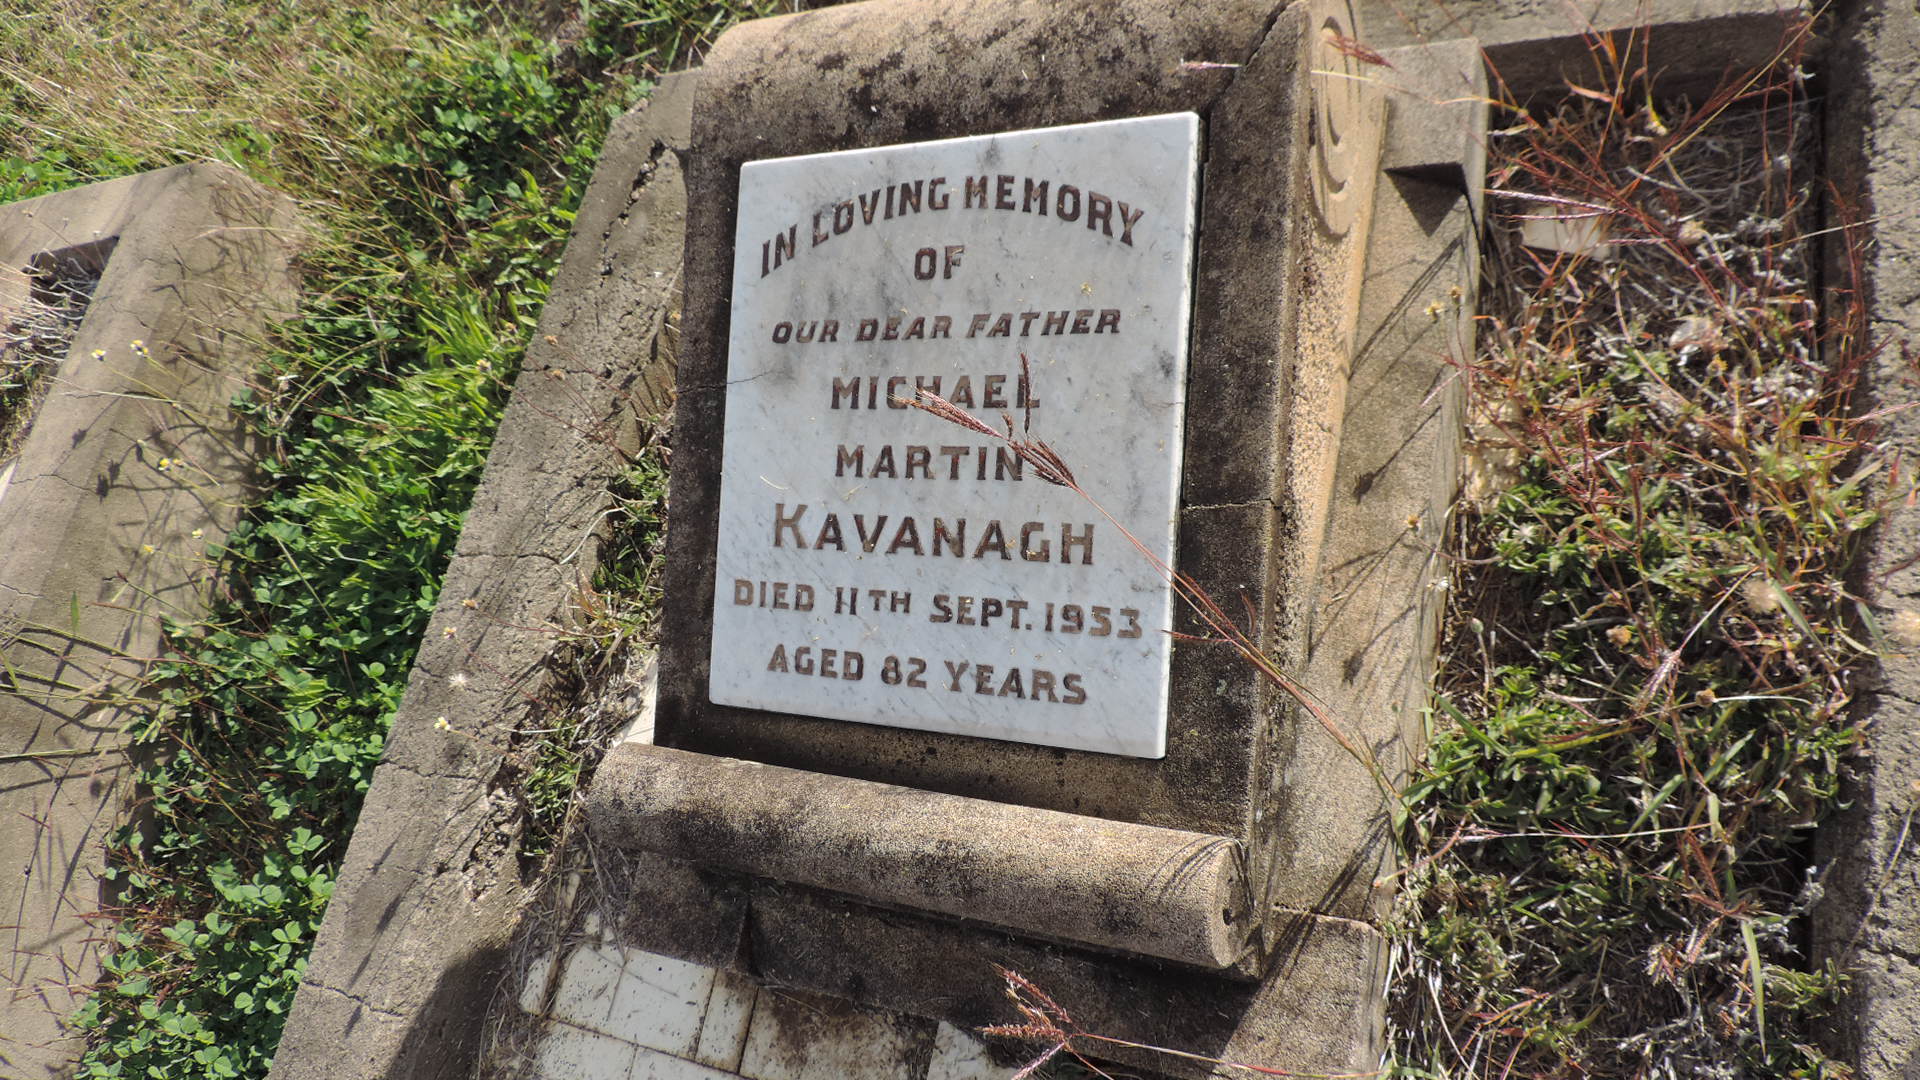 IN LOVING MEMORY
OF
OUR DEAR FATHER
MICHAEL
MARTIN
KAVANAGH
DIED 11TH SEPT. 1953
AGED 82 YEARS